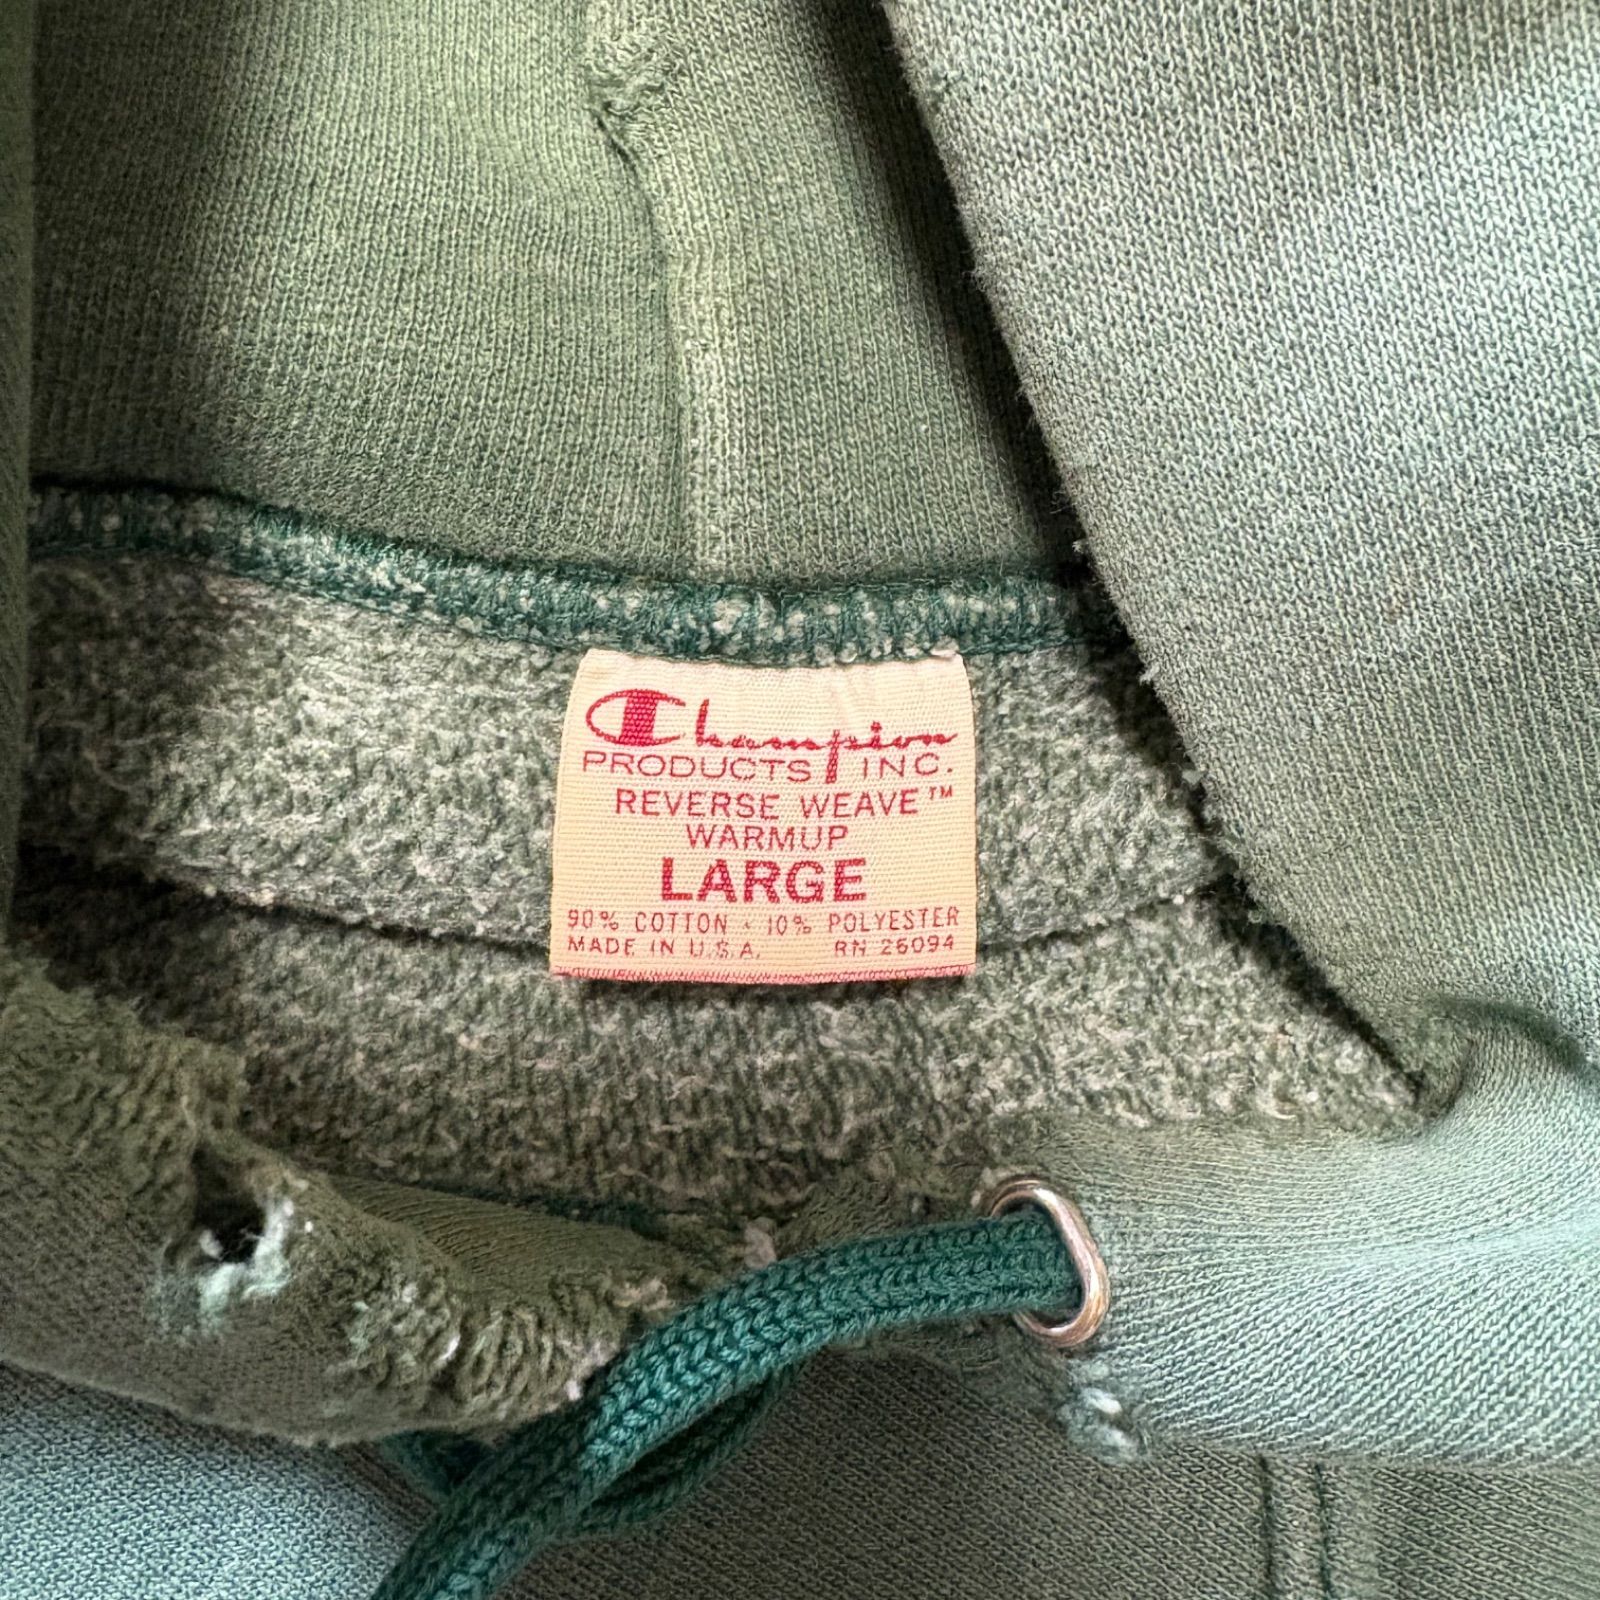 Champion
PRODUCTS INC.
REVERSE WEAVE™
WARMUP
LARGE
90% COTTON - 10% POLYESTER
MADE IN U.S.A. RN 26094